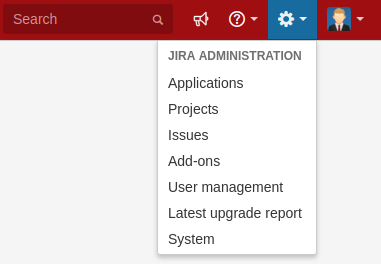 Search
JIRA ADMINISTRATION
Applications
Projects
Issues
Add-ons
User management
Latest upgrade report
System